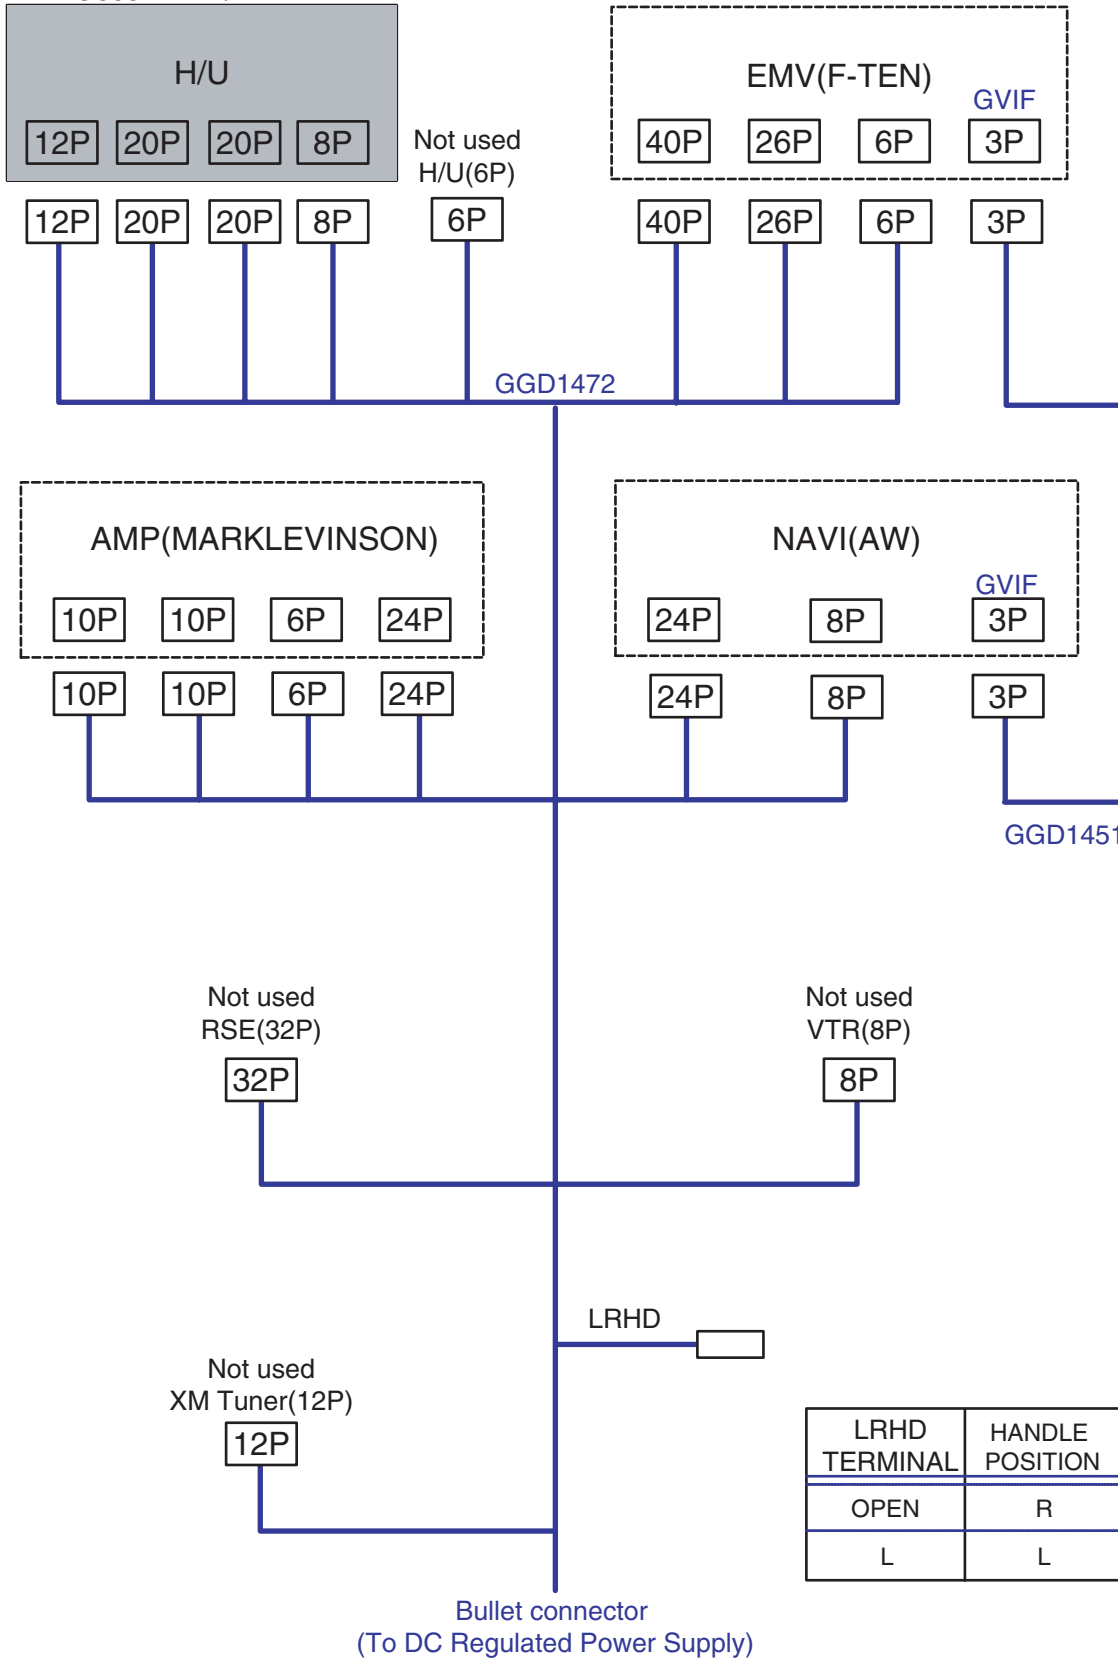 H/U
12P 20P 20P 8P
12P 20P 20P 8P
Not used
H/U(6P)
6P
EMV(F-TEN)
GVIF
40P 26P 6P 3P
40P 26P 6P 3P
GGD1472
AMP(MARKLEVINSON)
10P 10P 6P 24P
10P 10P 6P 24P
NAVI(AW)
GVIF
24P 8P 3P
24P 8P 3P
GGD1451
Not used
RSE(32P)
32P
Not used
VTR(8P)
8P
LRHD
Not used
XM Tuner(12P)
12P
LRHD HANDLE
TERMINAL POSITION
OPEN R
L L
Bullet connector
(To DC Regulated Power Supply)